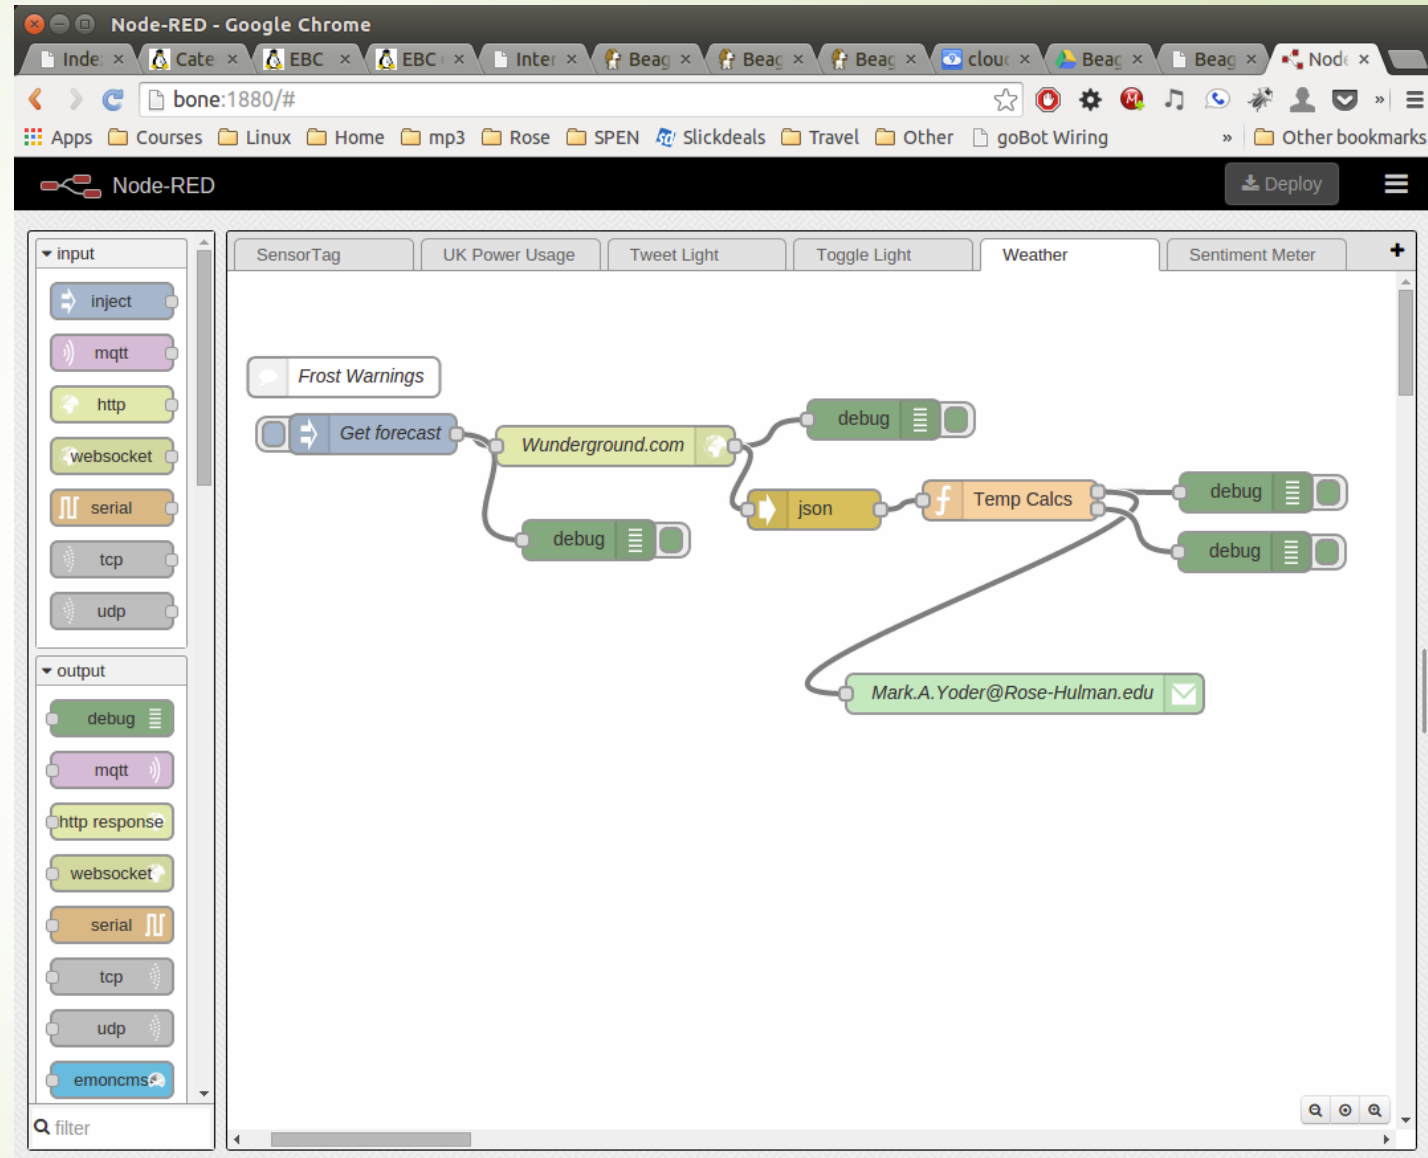 Node-RED - Google Chrome
Inde Cate EBC EBC Inter Beag Beag Beag clou Beag Beag Node
bone:1880/#
Apps Courses Linux Home mp3 Rose SPEN Slickdeals Travel Other goBot Wiring » Other bookmarks
Node-RED Deploy
input
SensorTag UK Power Usage Tweet Light Toggle Light Weather Sentiment Meter +
inject
mqtt
http
websocket
serial
tcp
udp
output
debug
mqtt
http response
websocket
serial
tcp
udp
emoncms
filter
Frost Warnings
Get forecast
Wunderground.com
debug
debug
json
Temp Calcs
debug
debug
Mark.A.Yoder@Rose-Hulman.edu